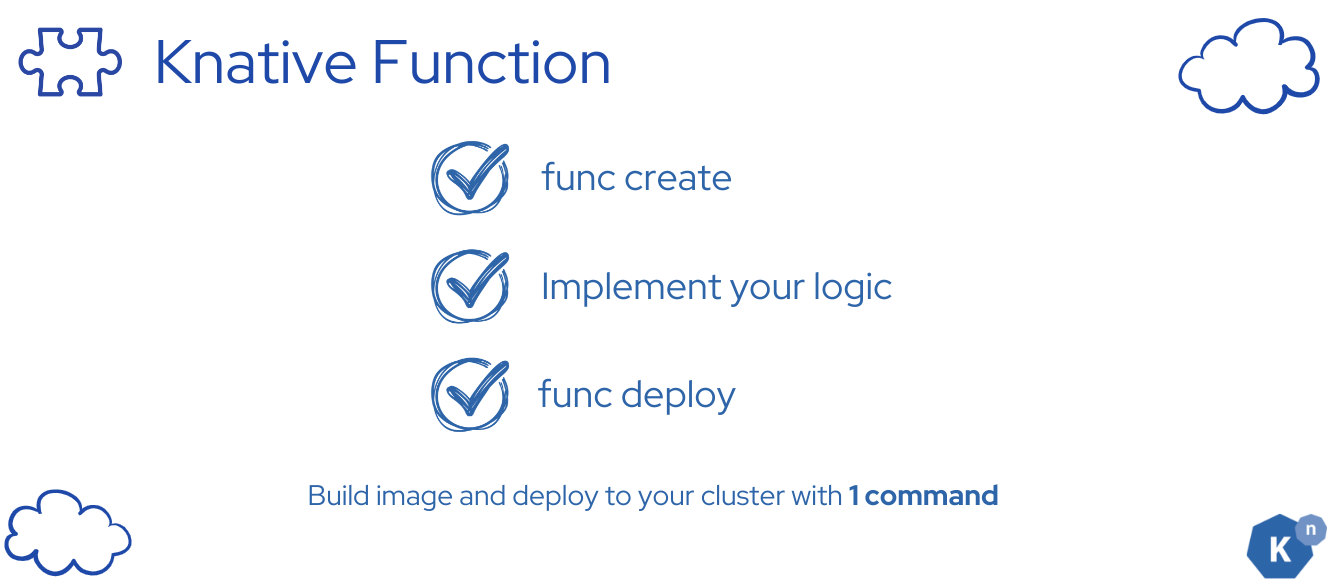 Knative Function
func create
Implement your logic
func deploy
Build image and deploy to your cluster with 1 command
K n